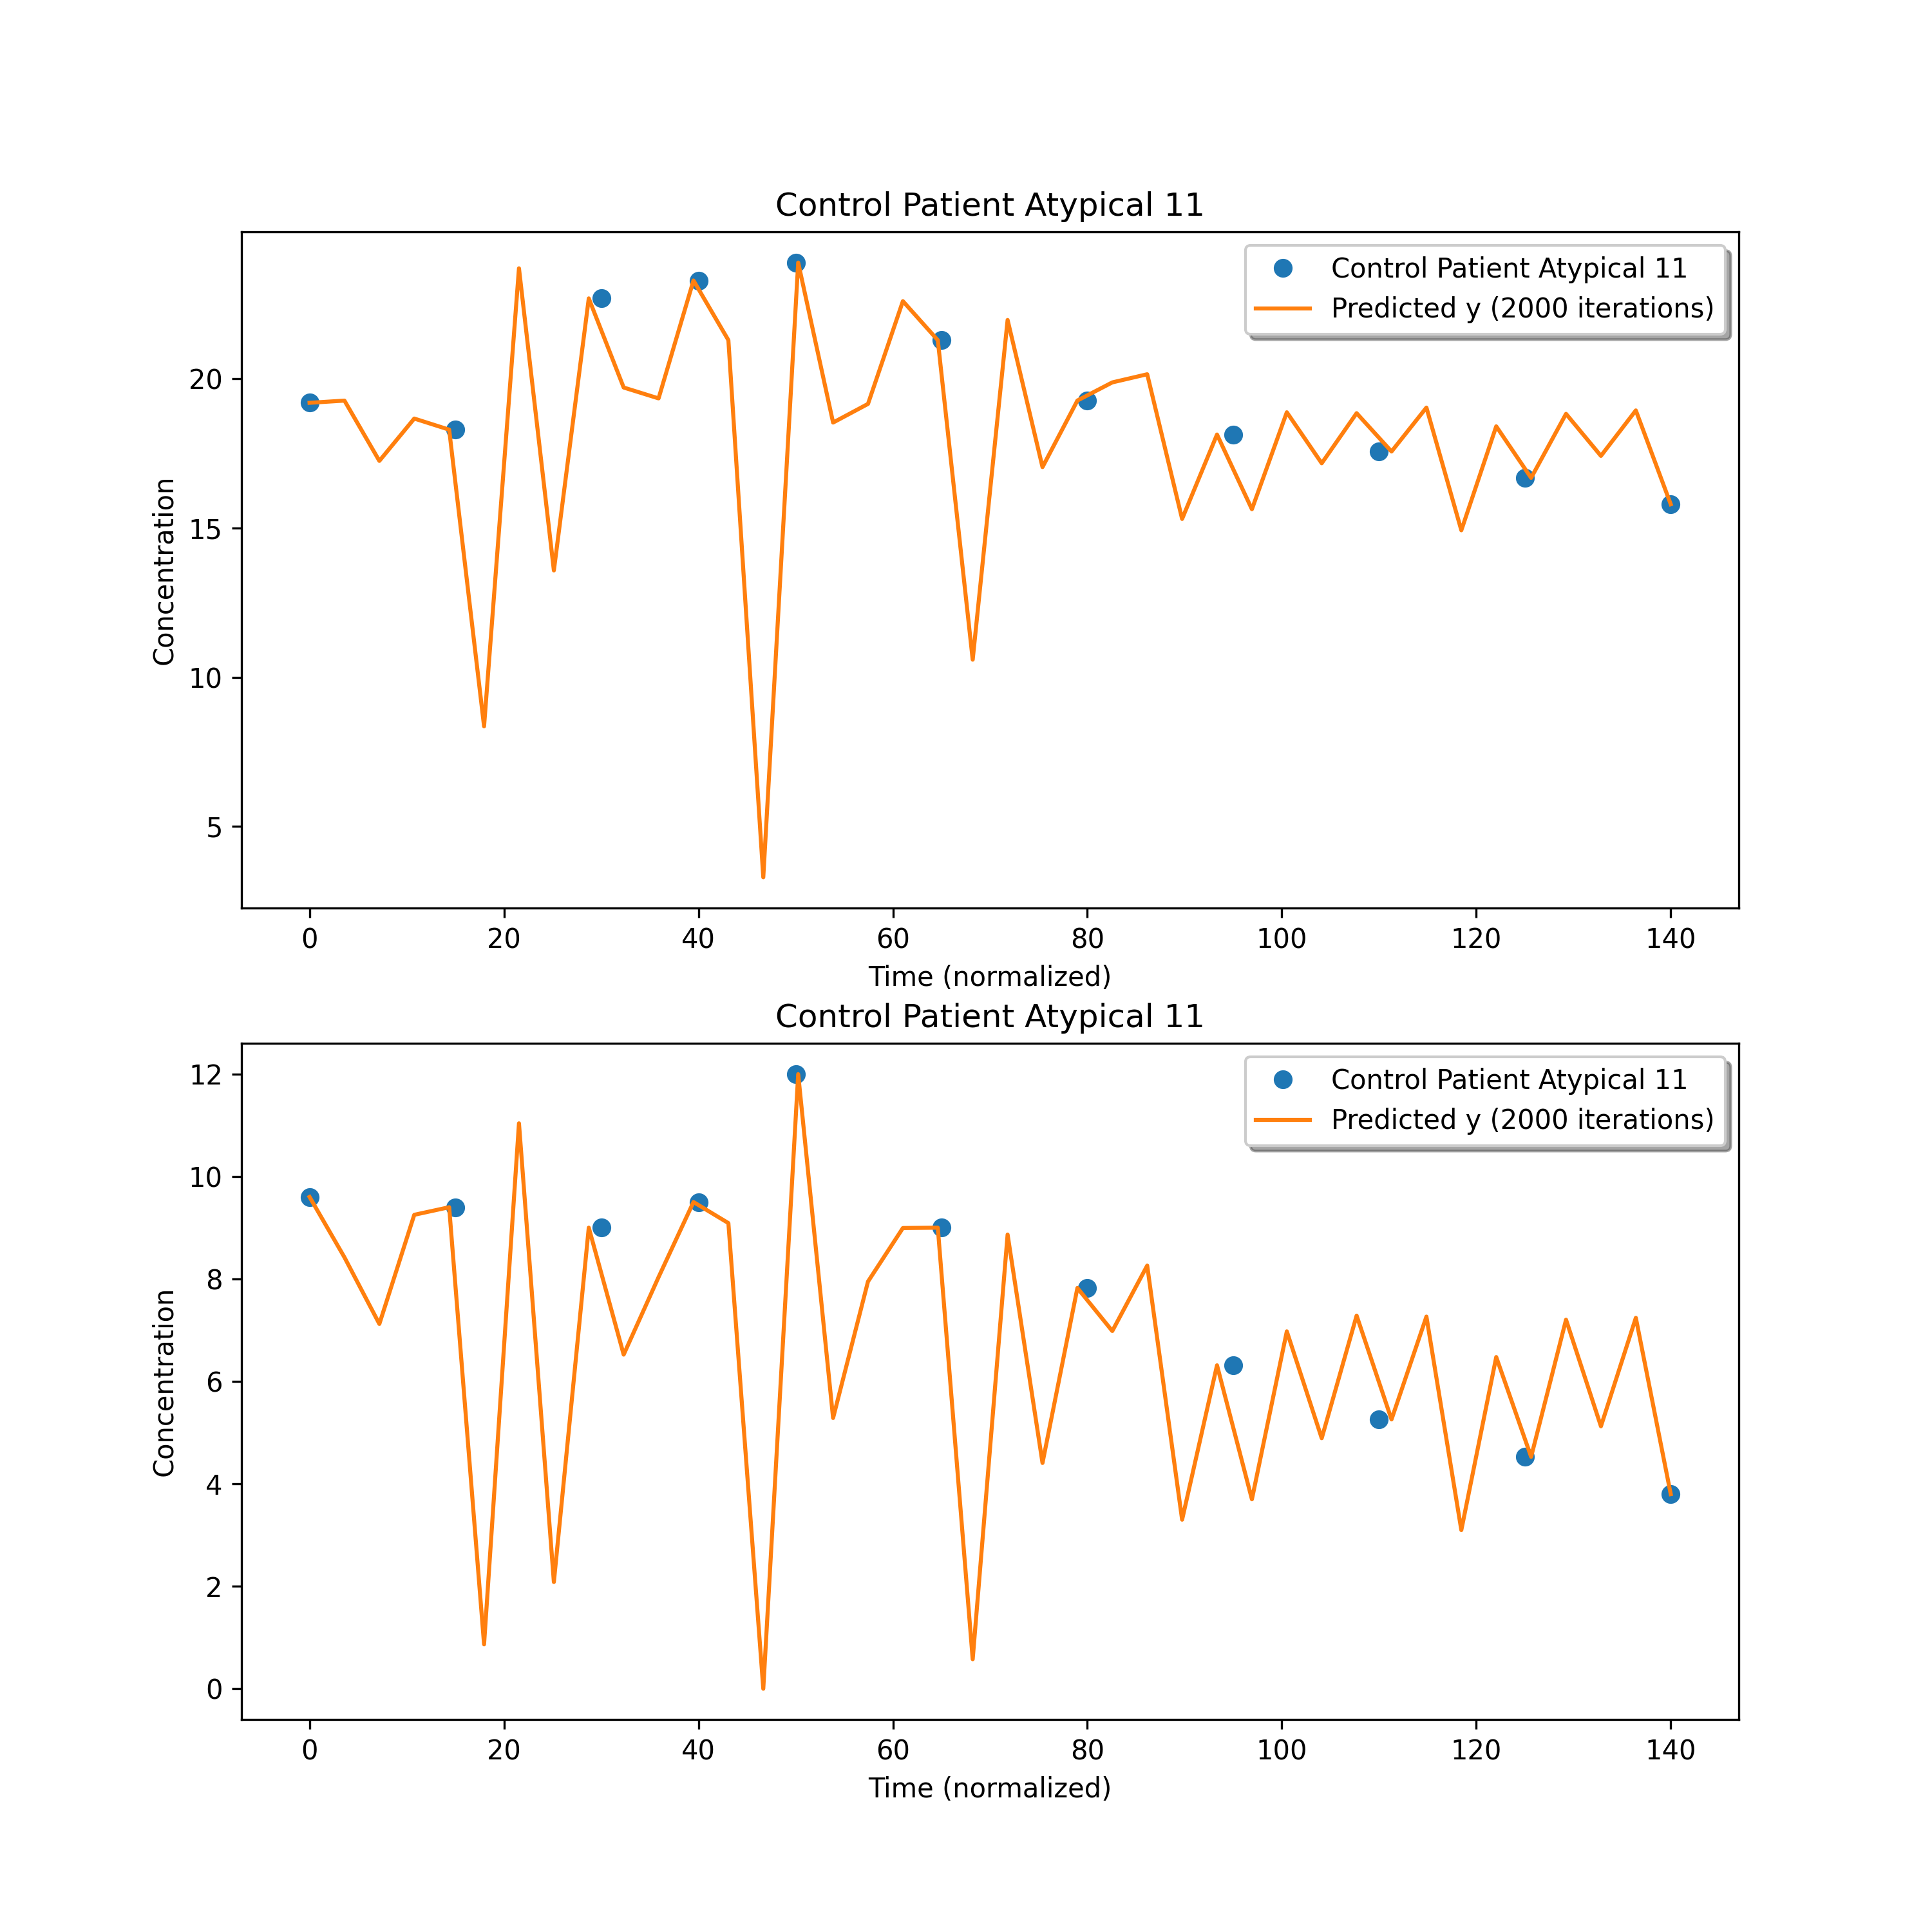 Control Patient Atypical 11
Control Patient Atypical 11
Predicted y (2000 iterations)
20
15
10
5
Concentration
0 20 40 60 80 100 120 140
Time (normalized)
Control Patient Atypical 11
Control Patient Atypical 11
Predicted y (2000 iterations)
12
10
8
6
4
2
0
Concentration
0 20 40 60 80 100 120 140
Time (normalized)